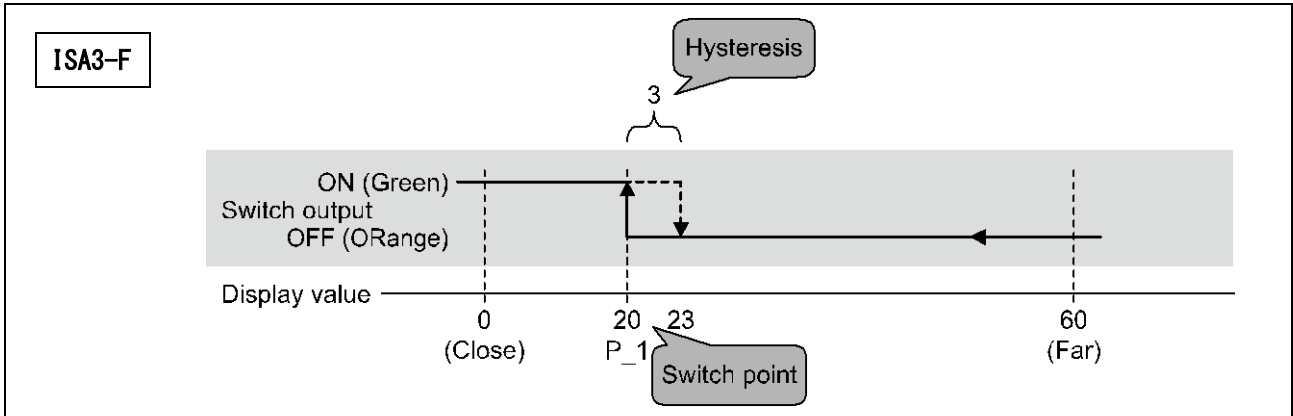 ISA3-F
Hysteresis
3
ON (Green)
Switch output
OFF (ORange)
Display value
0 20 23 60
(Close) P_1 (Far)
Switch point